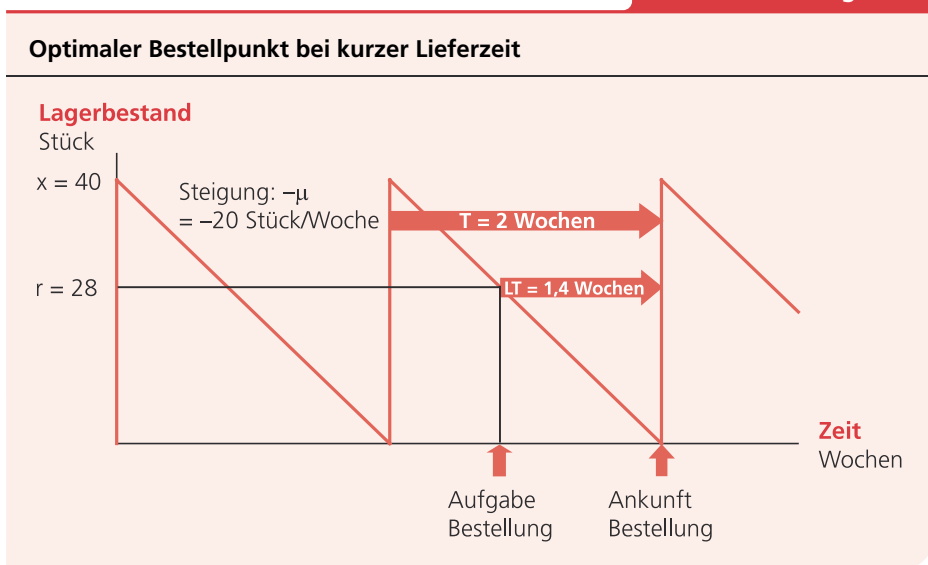 Optimaler Bestellpunkt bei kurzer Lieferzeit
Lagerbestand
Stück
x = 40
Steigung: –μ
= –20 Stück/Woche
T = 2 Wochen
r = 28
LT = 1,4 Wochen
Zeit
Wochen
Aufgabe
Bestellung
Ankunft
Bestellung